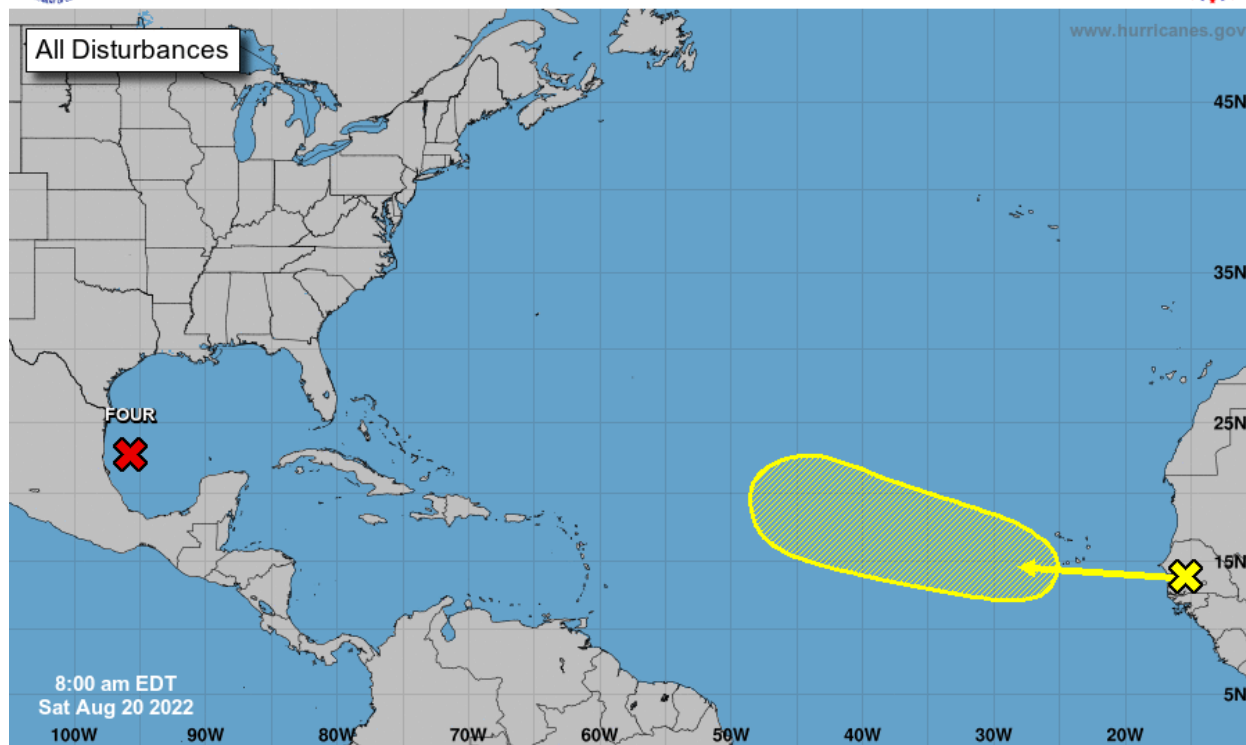 www.hurricanes.gov
All Disturbances
45N
35N
FOUR
25N
15N
8:00 am EDT
Sat Aug 20 2022
5N
100W 90W 80W 70W 60W 50W 40W 30W 20W